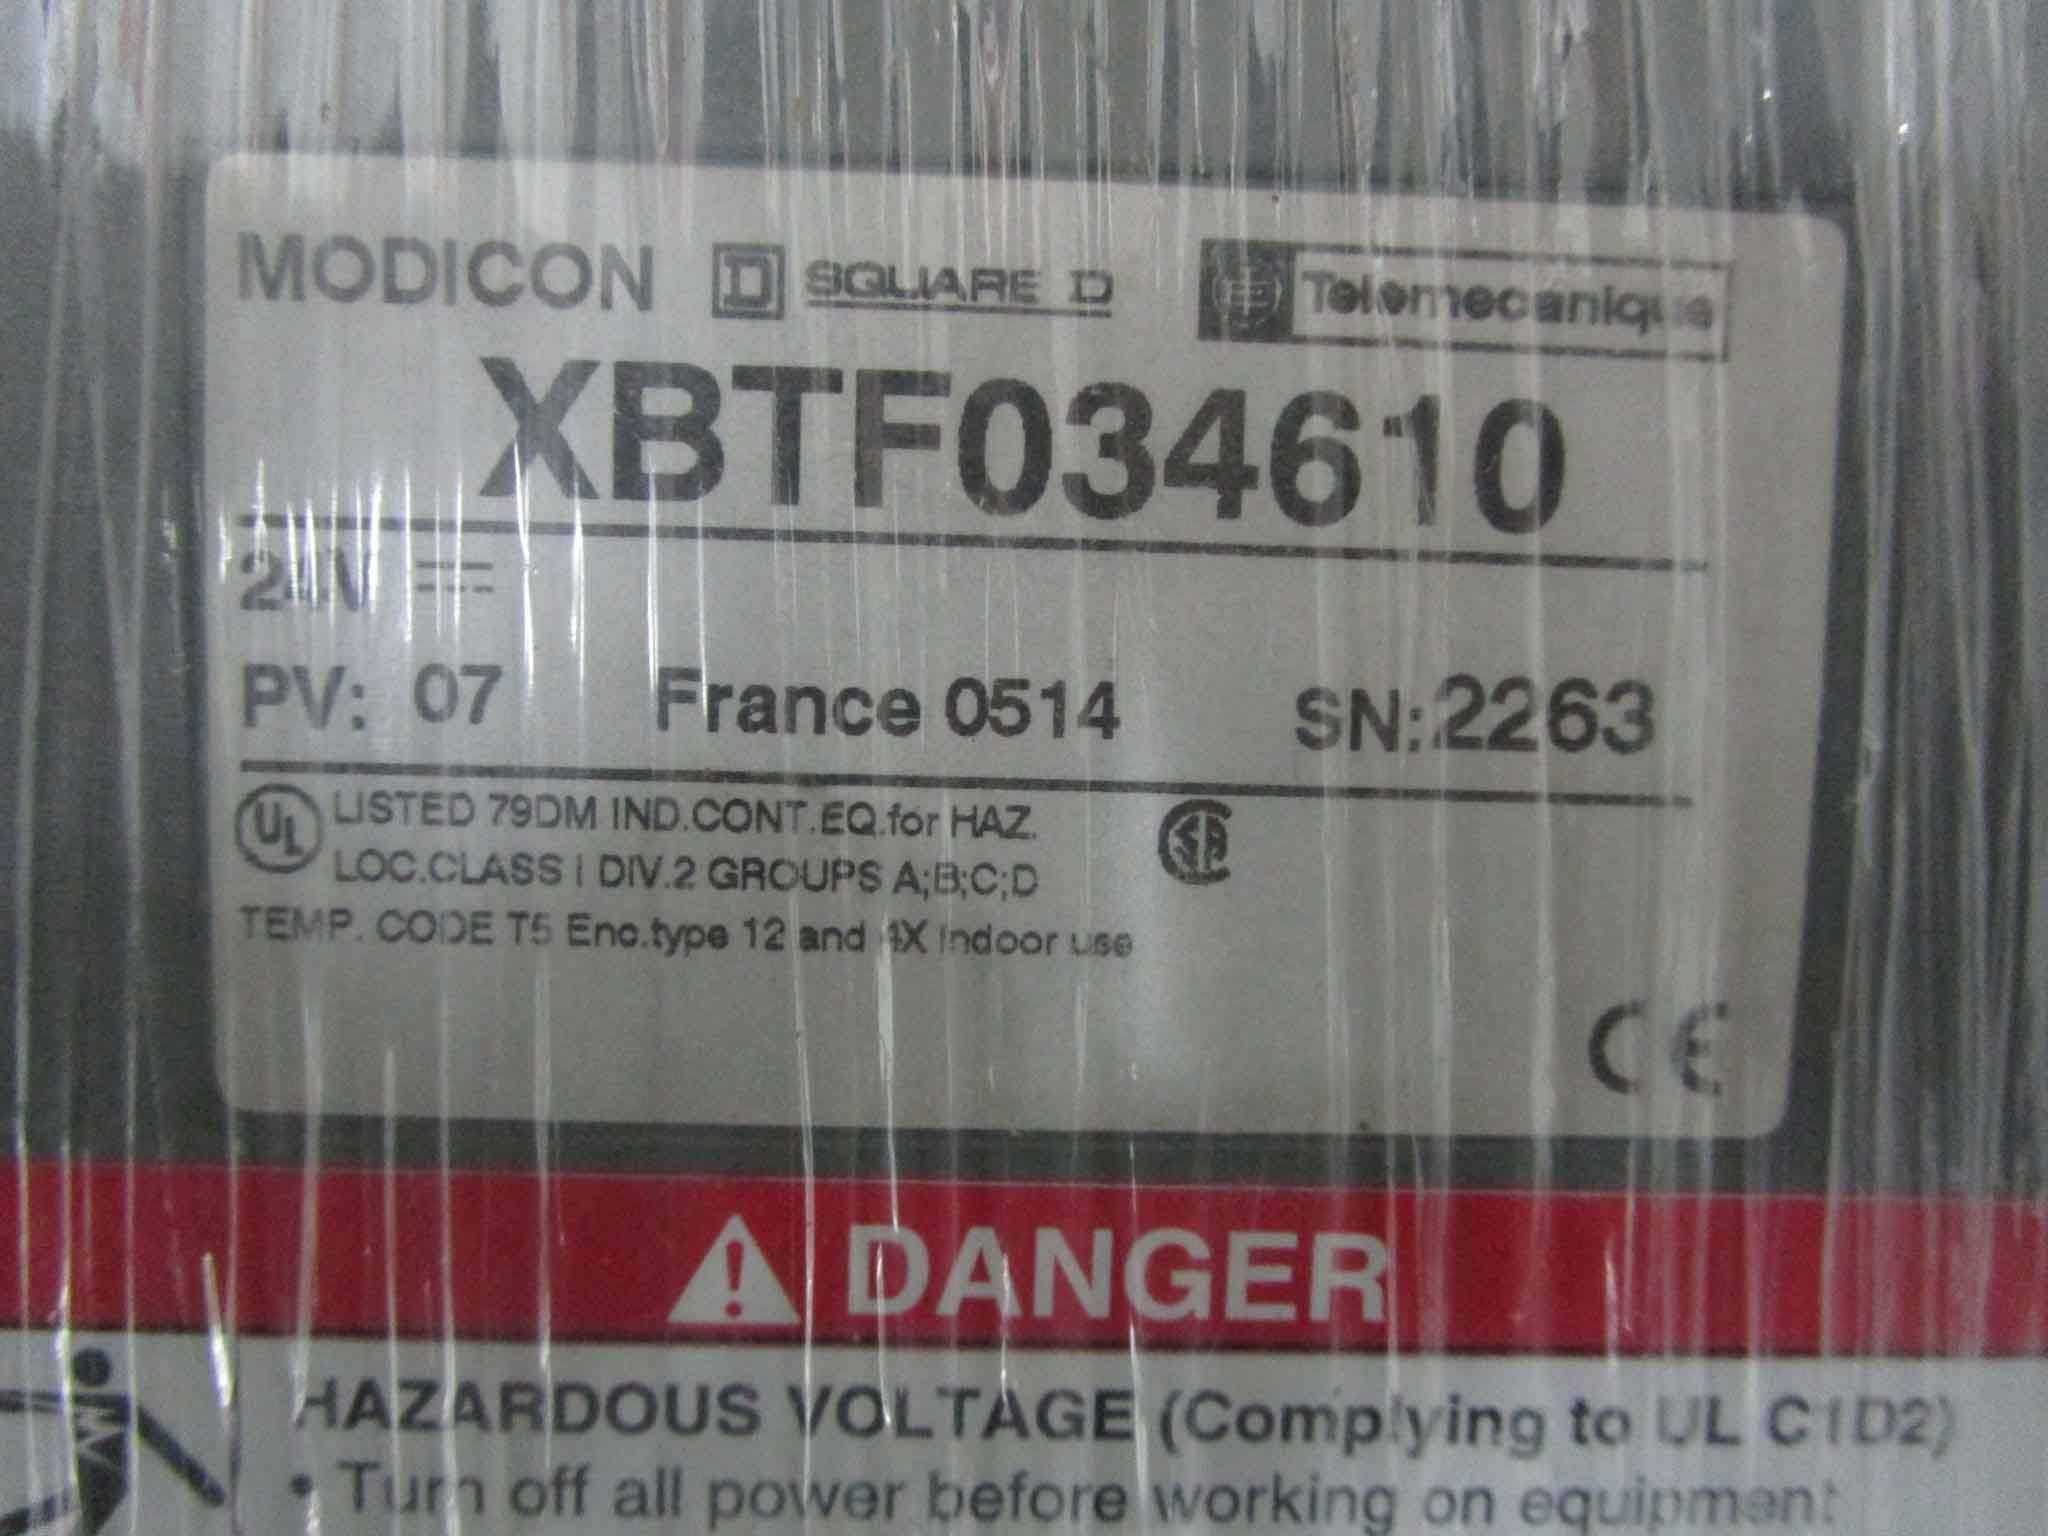 MODICON D SQUARE D TE Telemecanique
XBTF034610
24V
PV: 07 France 0514 SN:2263
UL LISTED 79DM IND.CONT.EQ.for HAZ.
LOC.CLASS I DIV.2 GROUPS A;B;C;D
TEMP. CODE T5 Enc.type 12 and 4X Indoor use
CE
DANGER
HAZARDOUS VOLTAGE (Complying to UL C1D2)
• Turn off all power before working on equipment